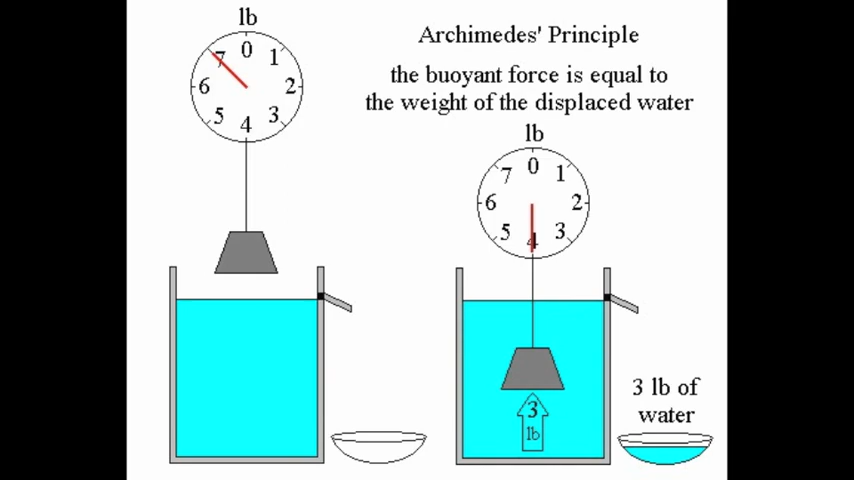 lb
0
1
2
3
4
5
6
7
Archimedes' Principle
the buoyant force is equal to
the weight of the displaced water
lb
0
1
2
3
4
5
6
7
3
lb
3 lb of
water